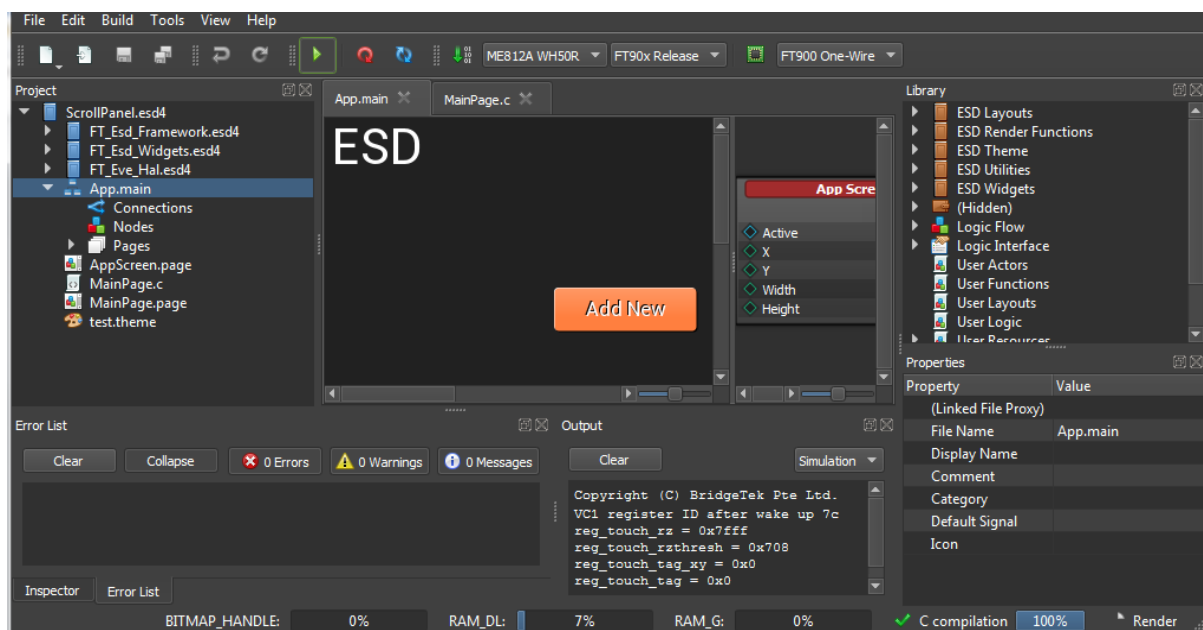 File Edit Build Tools View Help
ME812A WH50R FT90x Release FT900 One-Wire
Project
ScrollPanel.esd4
FT_Esd_Framework.esd4
FT_Esd_Widgets.esd4
FT_Eve_Hal.esd4
App.main
Connections
Nodes
Pages
AppScreen.page
MainPage.c
MainPage.page
test.theme
App.main MainPage.c
ESD
Add New
App Scre
Active
X
Y
Width
Height
Library
ESD Layouts
ESD Render Functions
ESD Theme
ESD Utilities
ESD Widgets
(Hidden)
Logic Flow
Logic Interface
User Actors
User Functions
User Layouts
User Logic
User Resources
Properties
Property Value
(Linked File Proxy)
File Name App.main
Display Name
Comment
Category
Default Signal
Icon
Error List
Clear Collapse 0 Errors 0 Warnings 0 Messages
Inspector Error List
Output
Clear Simulation
Copyright (C) BridgeTek Pte Ltd.
VC1 register ID after wake up 7c
reg_touch_rz = 0x7fff
reg_touch_rzthresh = 0x708
reg_touch_tag_xy = 0x0
reg_touch_tag = 0x0
BITMAP_HANDLE: 0% RAM_DL: 7% RAM_G: 0% C compilation 100% Render